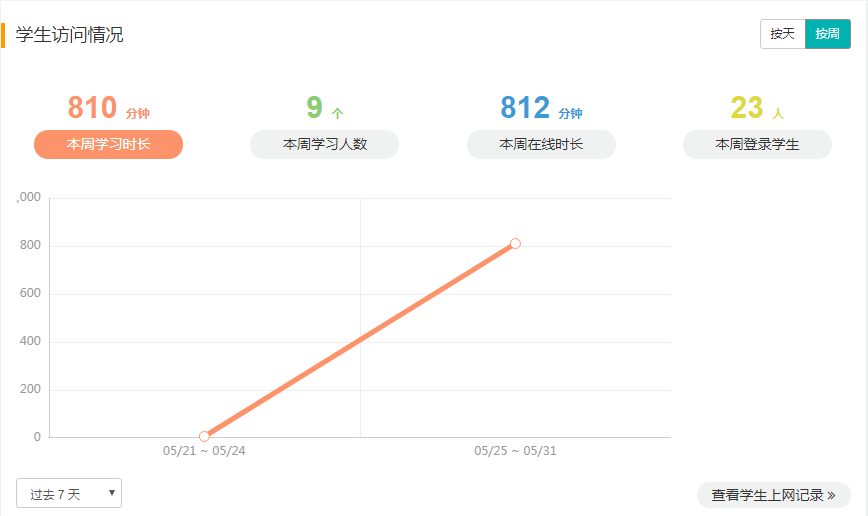 学生访问情况
按天 按周
810 分钟 9 个 812 分钟 23 人
本周学习时长 本周学习人数 本周在线时长 本周登录学生
,000
800
600
400
200
0
05/21 ~ 05/24 05/25 ~ 05/31
过去 7 天 查看学生上网记录 »